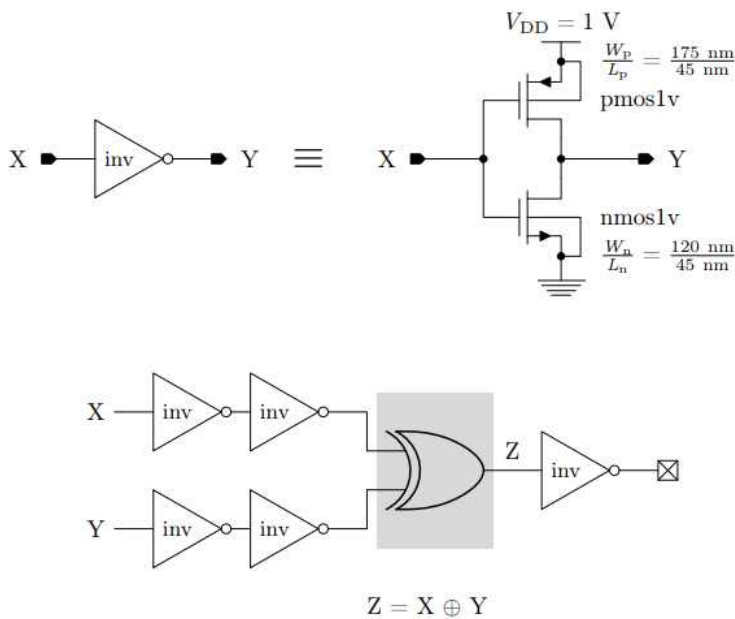 V_DD = 1 V
W_p/L_p = 175 nm/45 nm
pmos1v
X inv Y ≡ X Y
nmos1v
W_n/L_n = 120 nm/45 nm
X inv inv
Z inv
Y inv inv
Z = X ⊕ Y